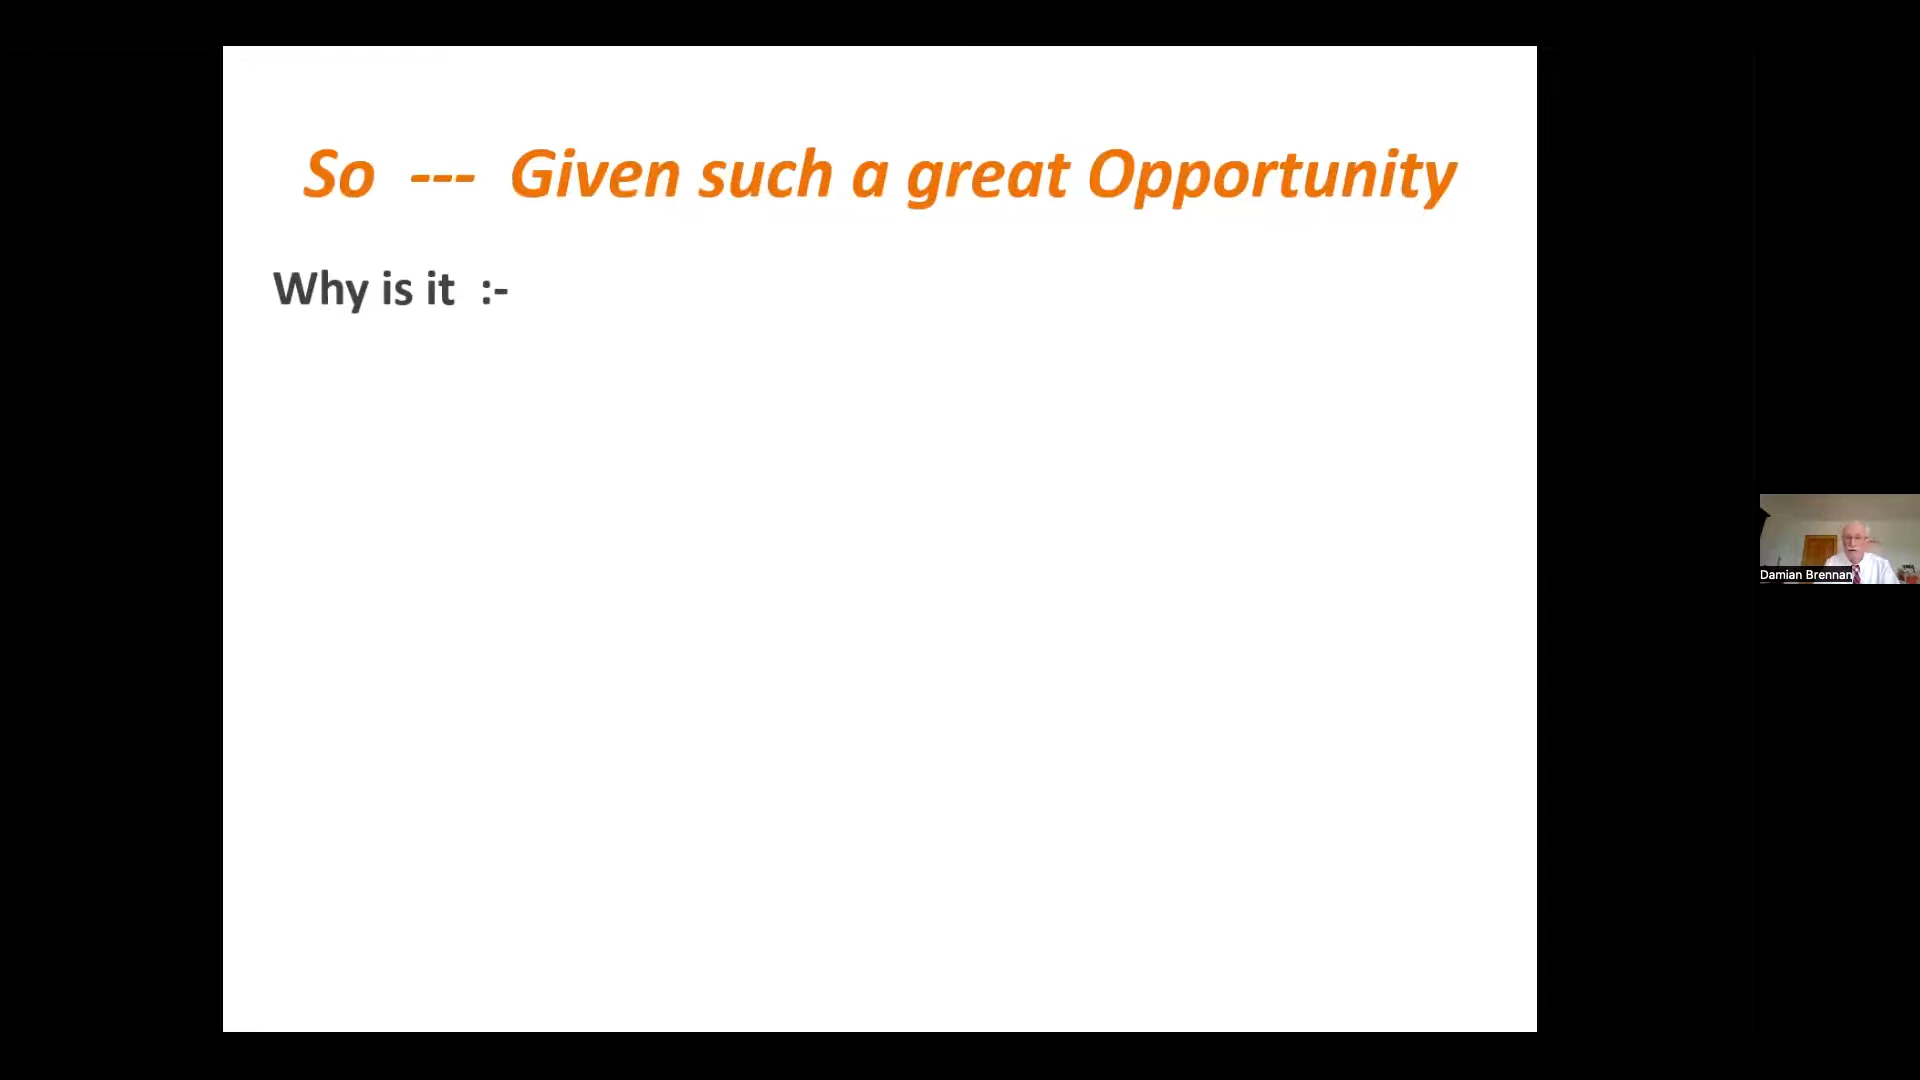 So --- Given such a great Opportunity
Why is it :-
Damian Brennan